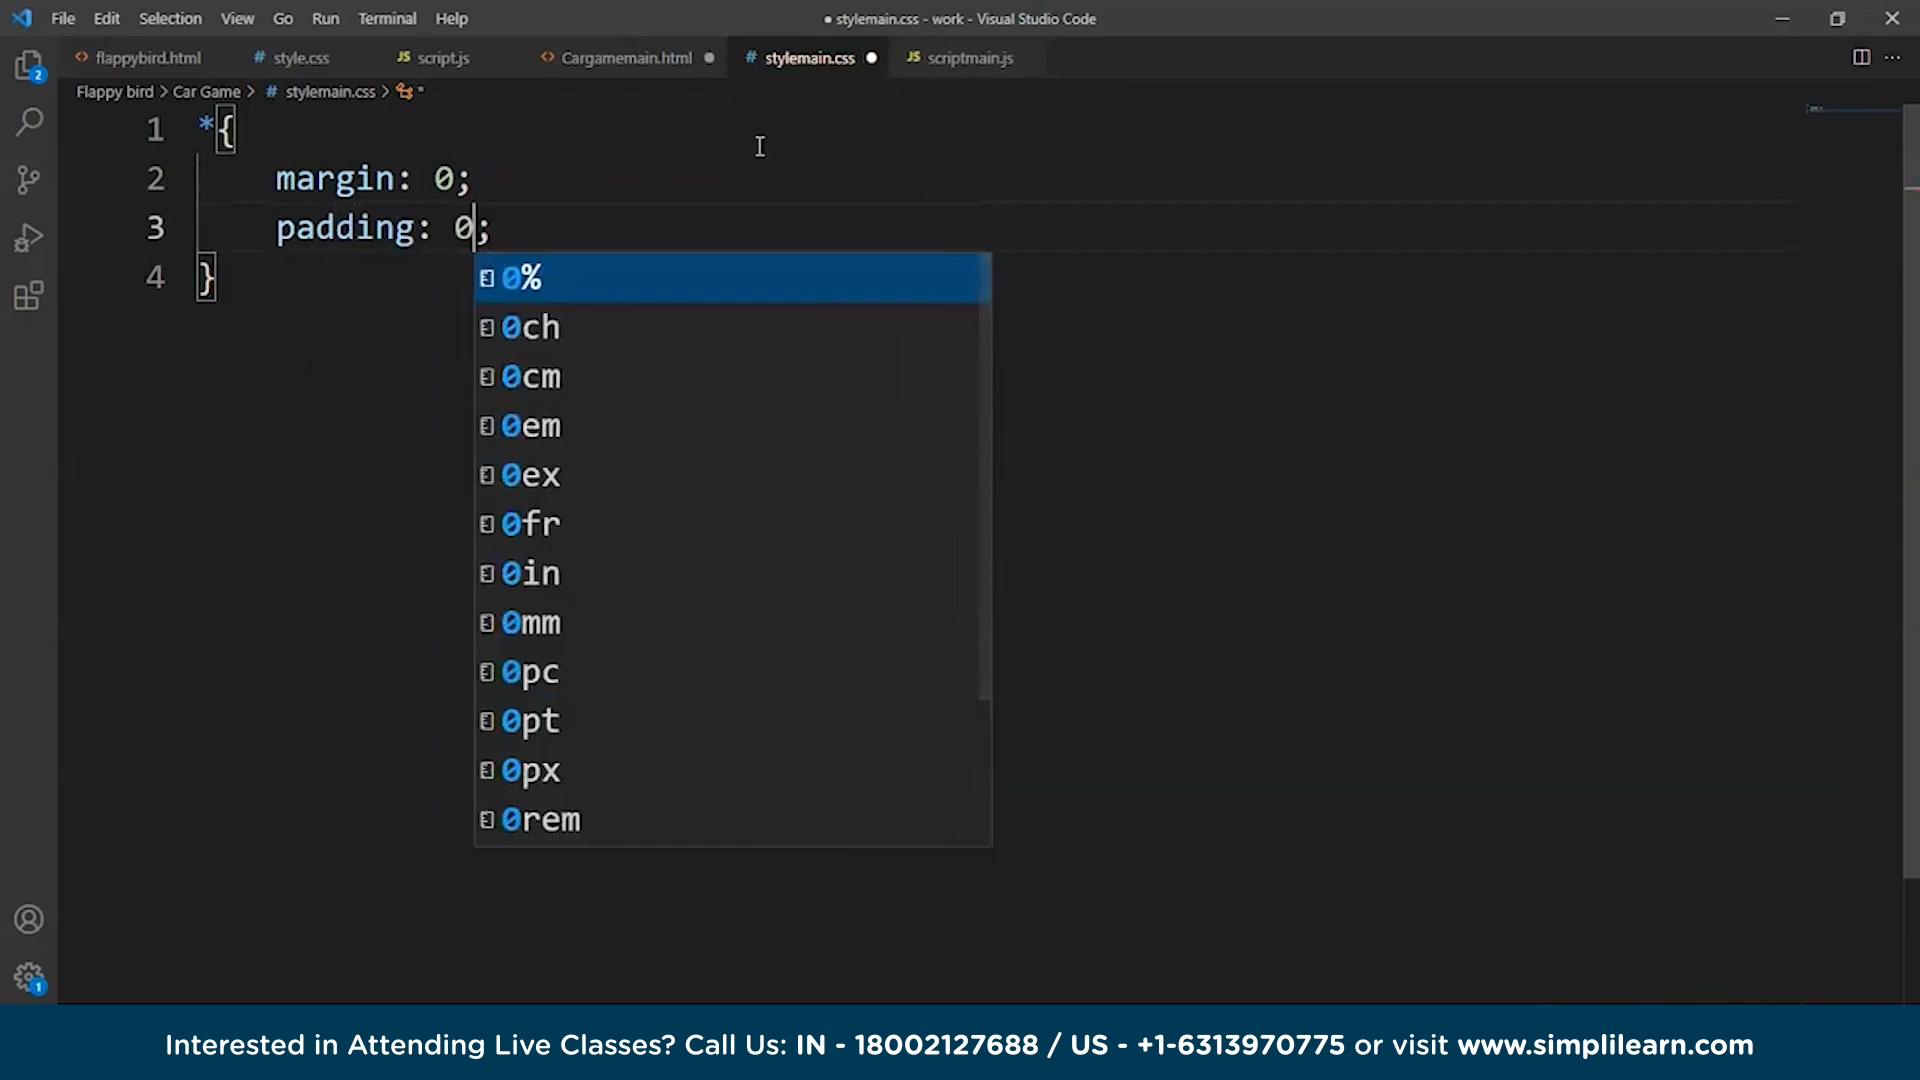 File Edit Selection View Go Run Terminal Help
● stylemain.css - work - Visual Studio Code
flappybird.html # style.css JS script.js Cargamemain.html ● # stylemain.css ● JS scriptmain.js
2
Flappy bird > Car Game > # stylemain.css > *
1 *{
2 margin: 0;
3 padding: 0;
4 }
0%
0ch
0cm
0em
0ex
0fr
0in
0mm
0pc
0pt
0px
0rem
1
Interested in Attending Live Classes? Call Us: IN - 18002127688 / US - +1-6313970775 or visit www.simplilearn.com